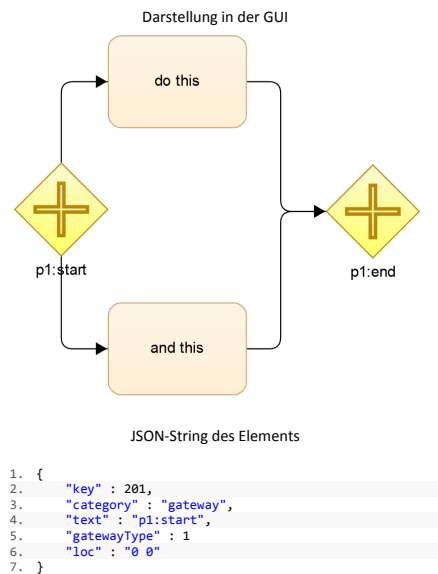 Darstellung in der GUI
do this
p1:start
p1:end
and this
JSON-String des Elements
1. {
2.     "key" : 201,
3.     "category" : "gateway",
4.     "text" : "p1:start",
5.     "gatewayType" : 1
6.     "loc" : "0 0"
7. }